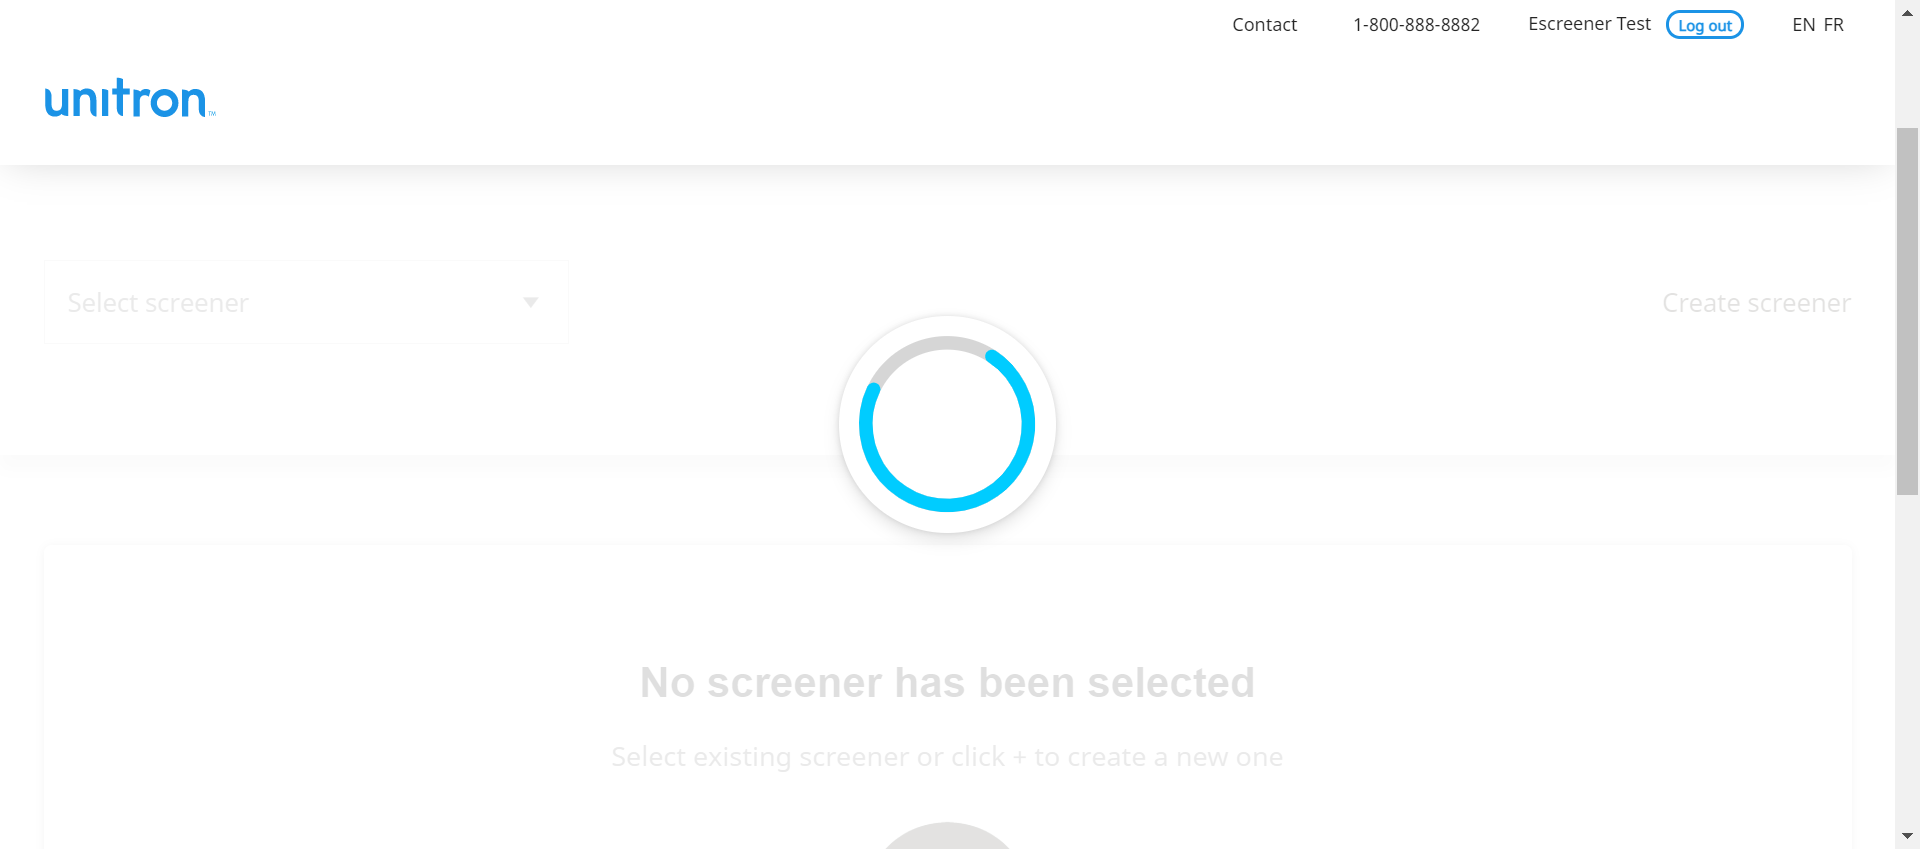 Contact 1-800-888-8882 Escreener Test Log out EN FR
unitron™
Select screener
Create screener
No screener has been selected
Select existing screener or click + to create a new one